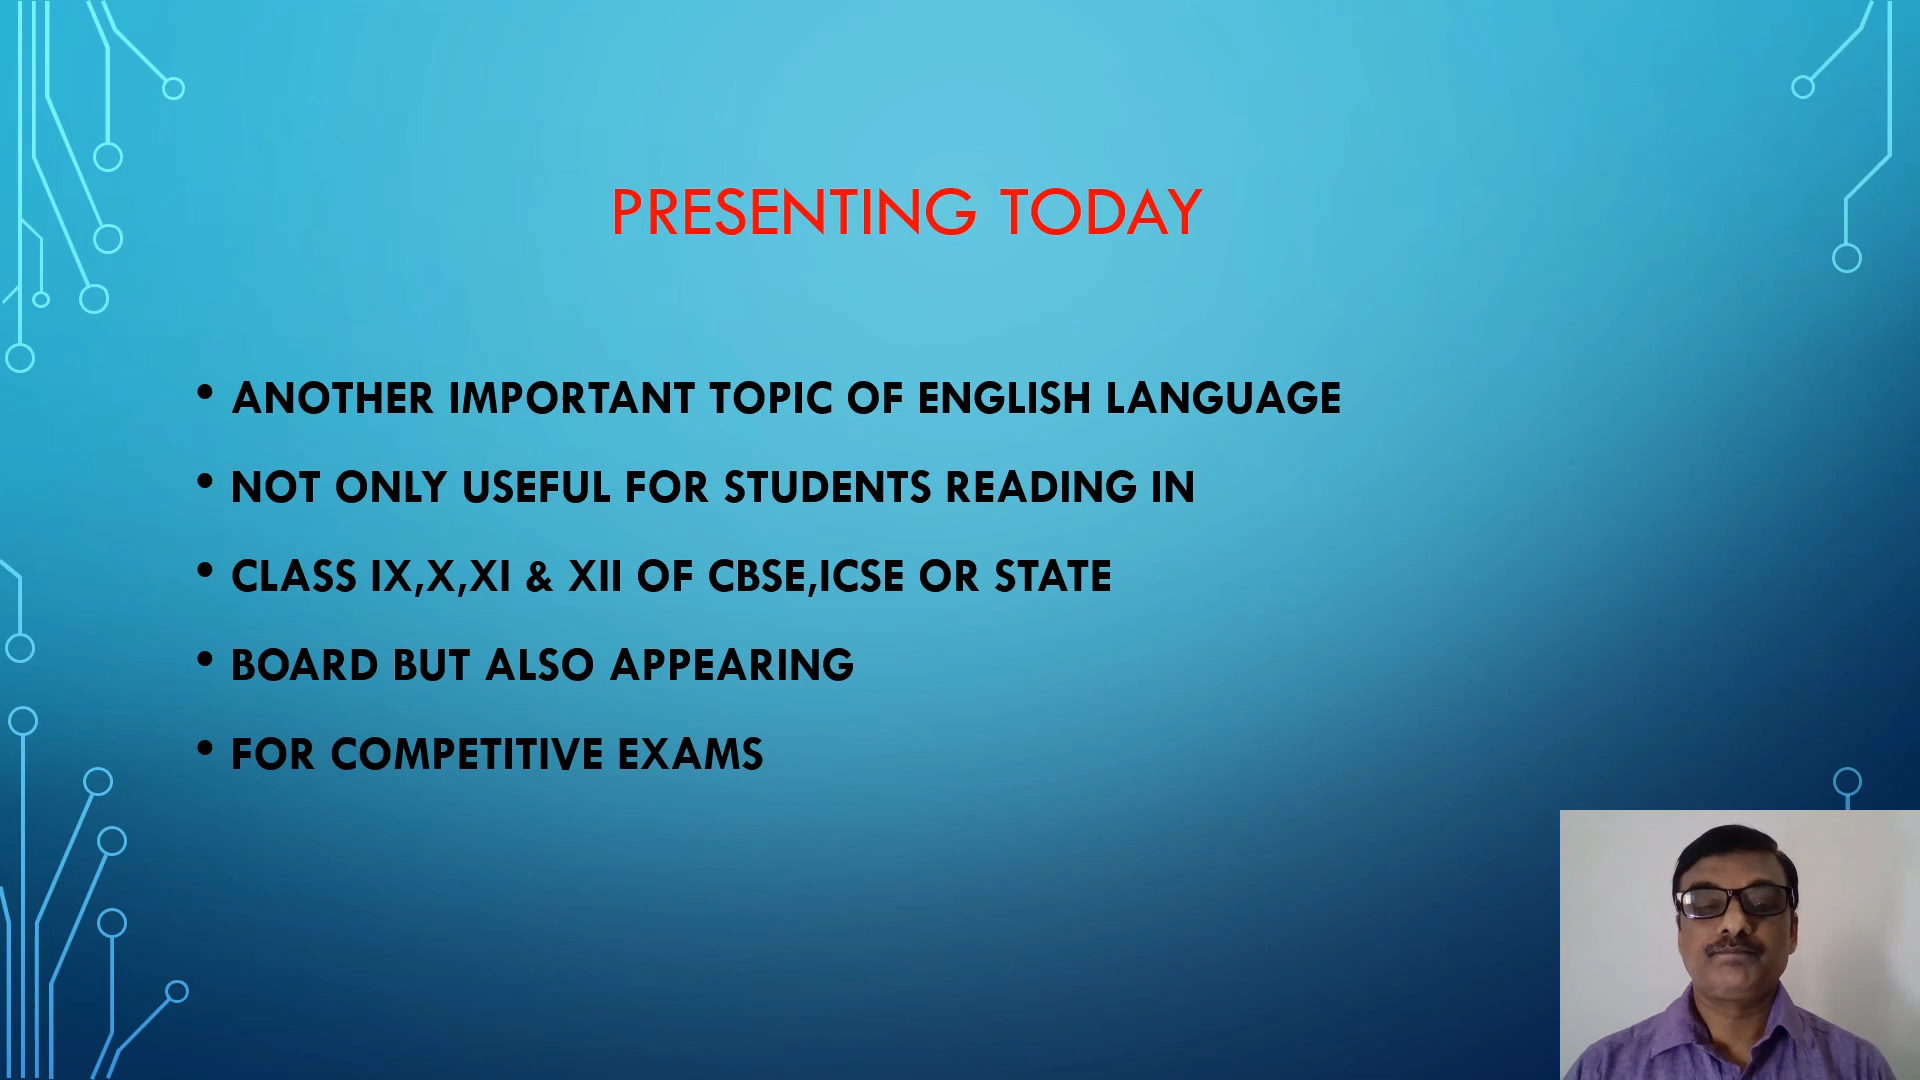 PRESENTING TODAY
• ANOTHER IMPORTANT TOPIC OF ENGLISH LANGUAGE
• NOT ONLY USEFUL FOR STUDENTS READING IN
• CLASS IX,X,XI & XII OF CBSE,ICSE OR STATE
• BOARD BUT ALSO APPEARING
• FOR COMPETITIVE EXAMS